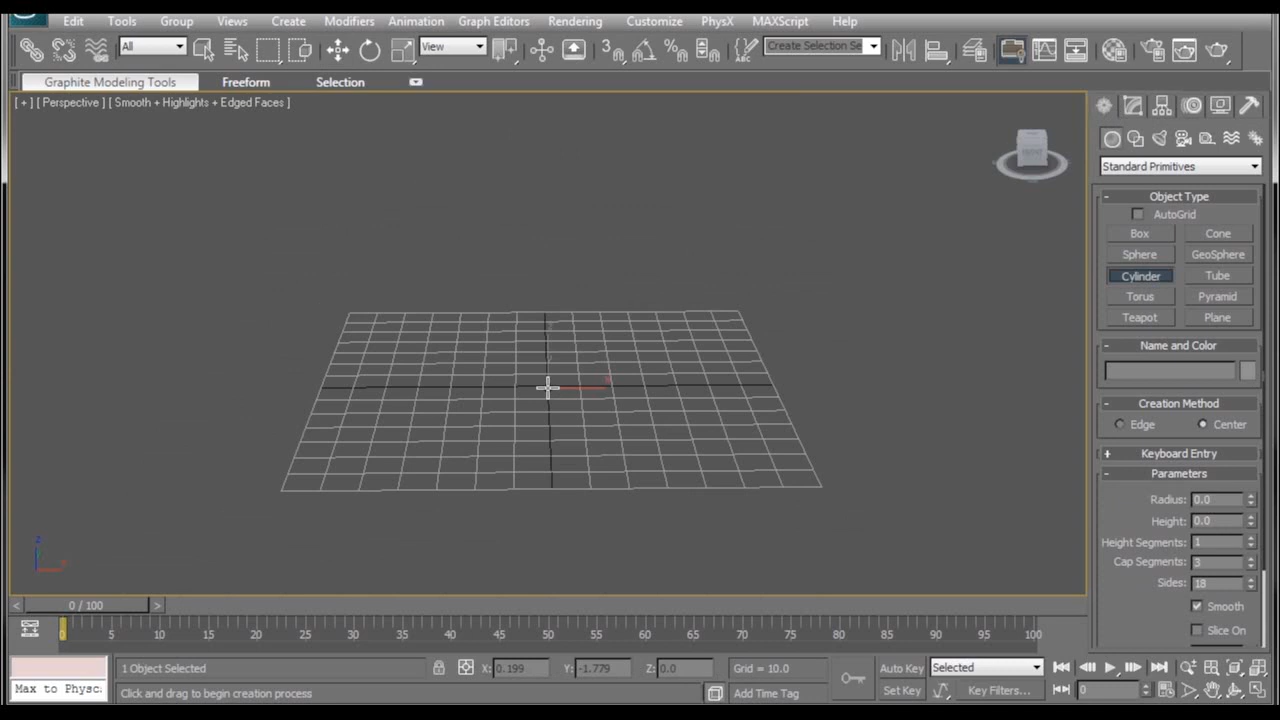 Edit Tools Group Views Create Modifiers Animation Graph Editors Rendering Customize PhysX MAXScript Help
All View 3 % ABC Create Selection Se
Graphite Modeling Tools Freeform Selection
[ + ] [ Perspective ] [ Smooth + Highlights + Edged Faces ]
Standard Primitives
- Object Type
AutoGrid
Box Cone
Sphere GeoSphere
Cylinder Tube
Torus Pyramid
Teapot Plane
- Name and Color
- Creation Method
Edge Center
+ Keyboard Entry
- Parameters
Radius: 0.0
Height: 0.0
Height Segments: 1
Cap Segments: 3
Sides: 18
Smooth
Slice On
z
< 0 / 100 >
0 5 10 15 20 25 30 35 40 45 50 55 60 65 70 75 80 85 90 95 100
1 Object Selected X: 0.199 Y: -1.779 Z: 0.0 Grid = 10.0 Auto Key Selected
Max to Physc. Click and drag to begin creation process Add Time Tag Set Key Key Filters... 0